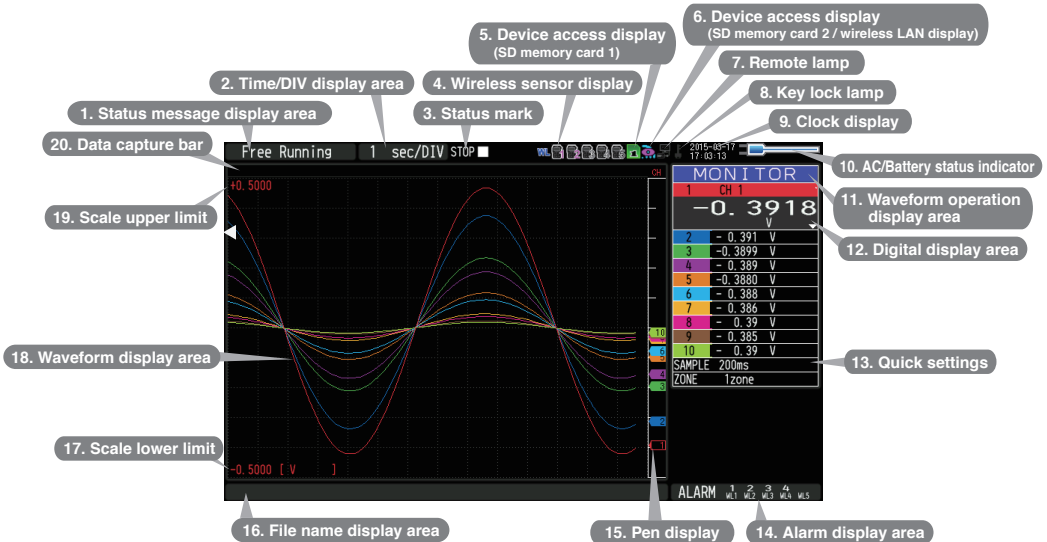 6. Device access display
(SD memory card 2 / wireless LAN display)
5. Device access display
(SD memory card 1)
7. Remote lamp
2. Time/DIV display area
4. Wireless sensor display
8. Key lock lamp
1. Status message display area
3. Status mark
9. Clock display
20. Data capture bar
Free Running
1 sec/DIV
STOP
WL
2015-03-17
17:03:13
10. AC/Battery status indicator
+0.5000
CH
MONITOR
1 CH 1
-0.3918
V
11. Waveform operation
display area
19. Scale upper limit
12. Digital display area
2 - 0.391 V
3 -0.3899 V
4 - 0.389 V
5 -0.3880 V
6 - 0.388 V
7 - 0.386 V
8 - 0.39 V
9 - 0.385 V
10 - 0.39 V
SAMPLE 200ms
ZONE 1zone
13. Quick settings
10
6
5
4
3
2
1
18. Waveform display area
17. Scale lower limit
-0.5000 [ V ]
ALARM 1 2 3 4
WL1 WL2 WL3 WL4 WL5
16. File name display area
15. Pen display
14. Alarm display area